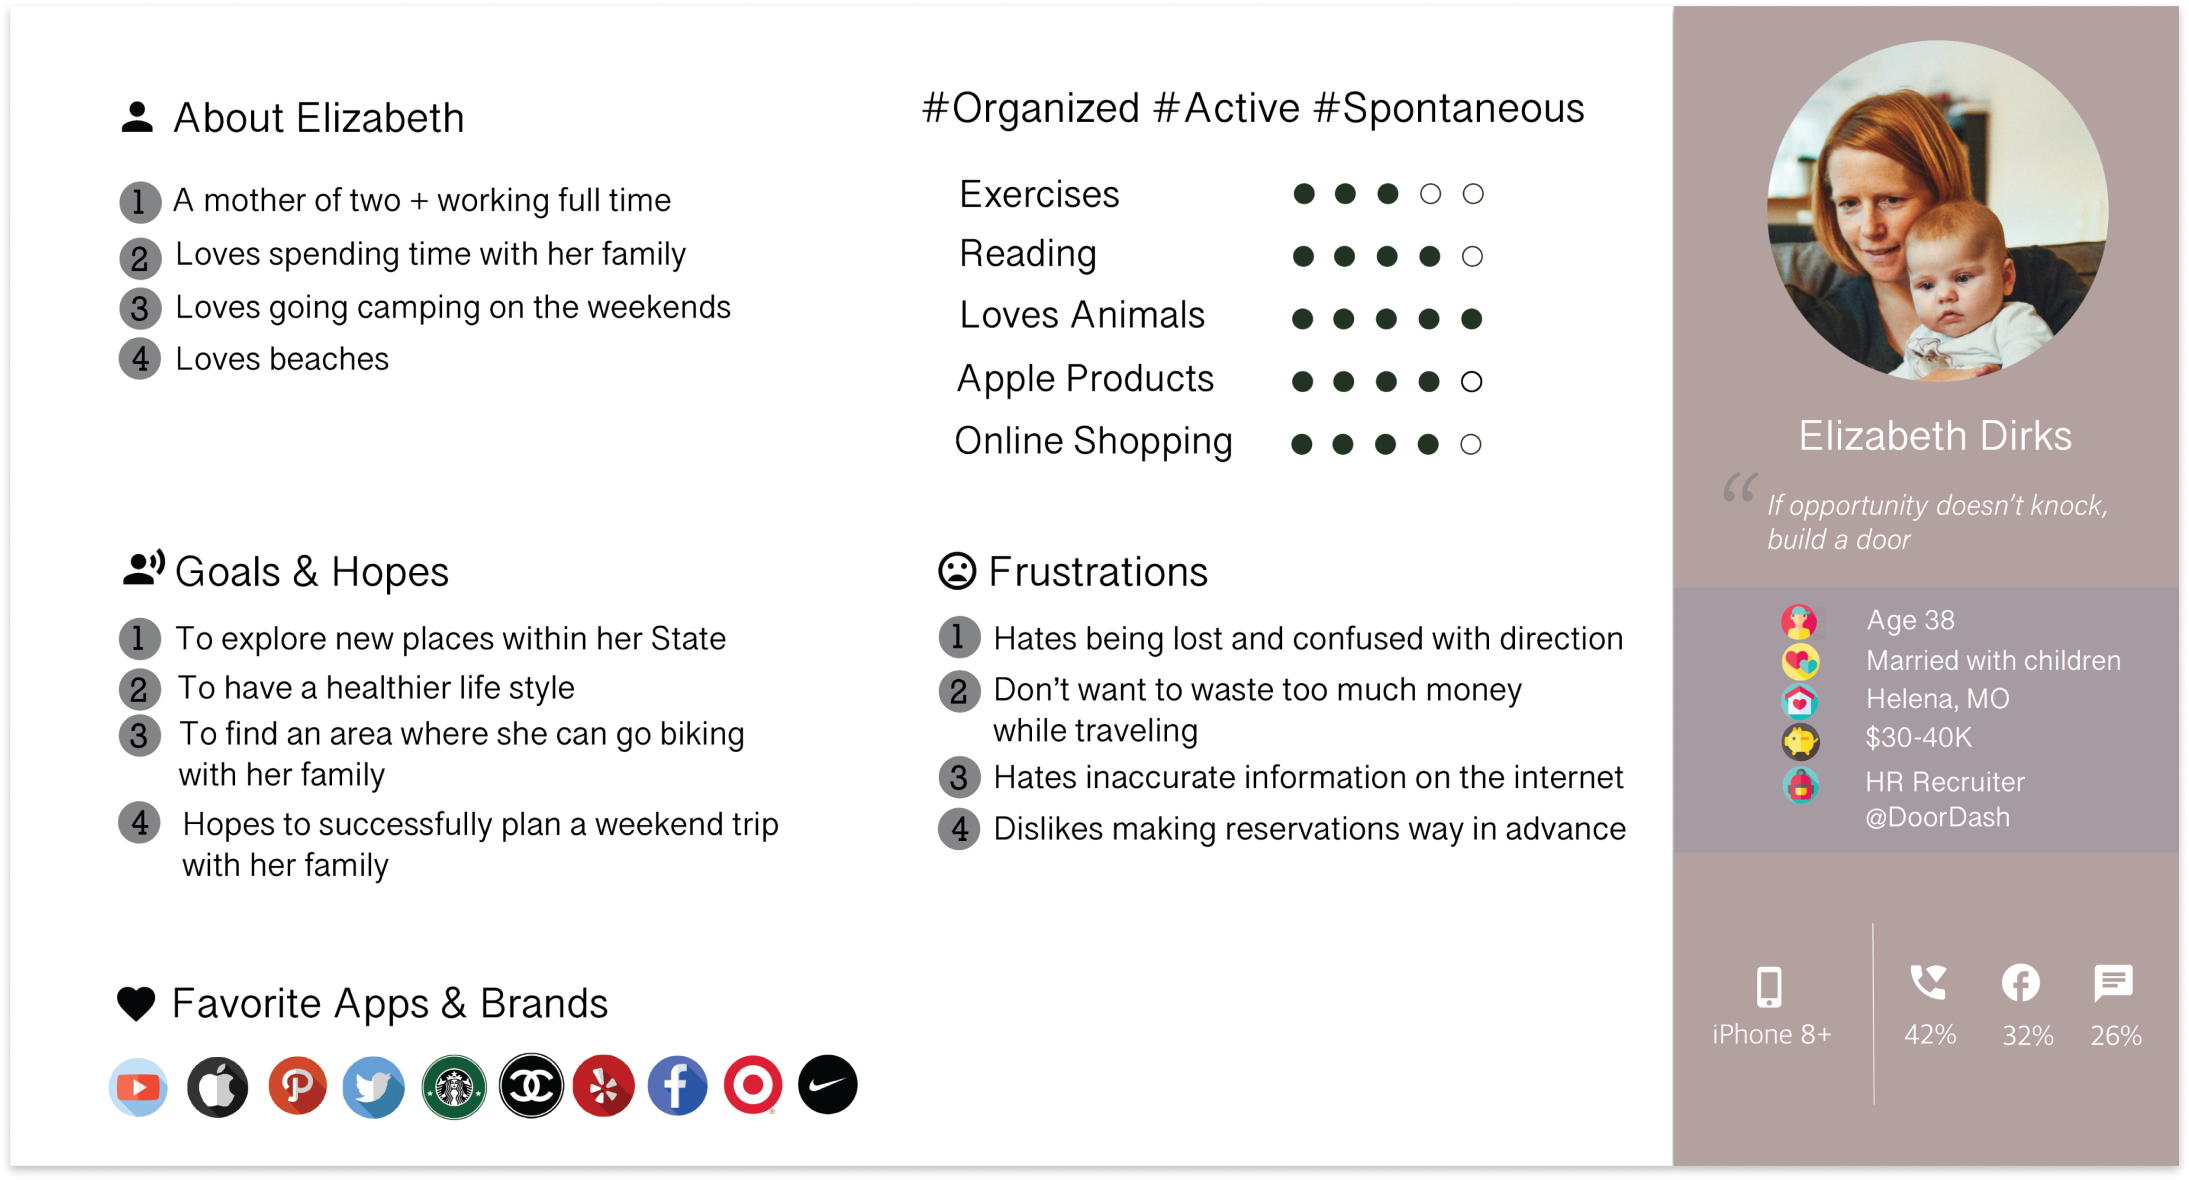 About Elizabeth
1 A mother of two + working full time
2 Loves spending time with her family
3 Loves going camping on the weekends
4 Loves beaches
#Organized #Active #Spontaneous
Exercises
Reading
Loves Animals
Apple Products
Online Shopping
Goals & Hopes
1 To explore new places within her State
2 To have a healthier life style
3 To find an area where she can go biking
with her family
4 Hopes to successfully plan a weekend trip
with her family
Frustrations
1 Hates being lost and confused with direction
2 Don't want to waste too much money
while traveling
3 Hates inaccurate information on the internet
4 Dislikes making reservations way in advance
Favorite Apps & Brands
Elizabeth Dirks
“ If opportunity doesn't knock,
build a door
Age 38
Married with children
Helena, MO
$30-40K
HR Recruiter
@DoorDash
iPhone 8+
42%
32%
26%